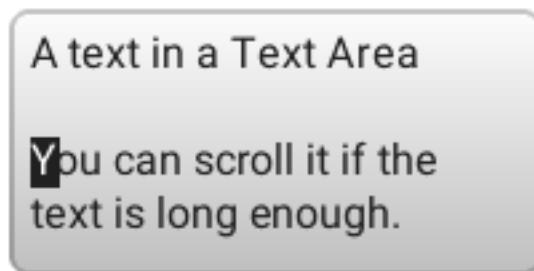 A text in a Text Area
You can scroll it if the
text is long enough.